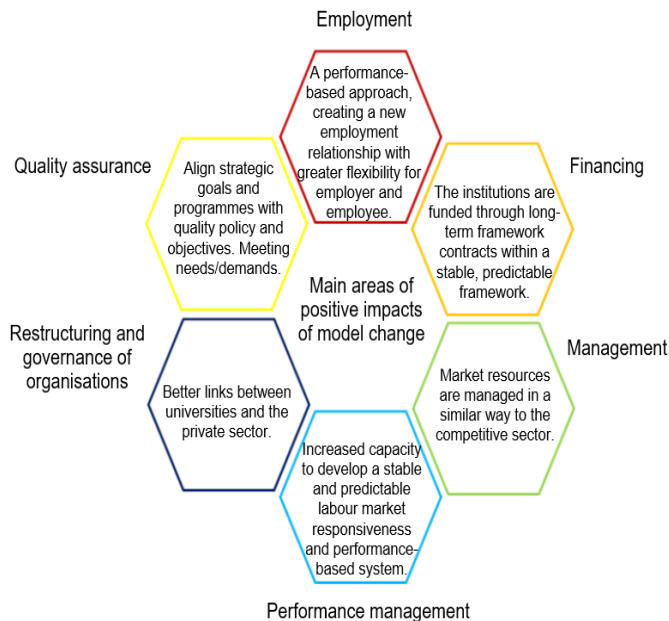 Employment
A performance-
based approach,
creating a new
employment
relationship with
greater flexibility for
employer and
employee.
Quality assurance
Align strategic
goals and
programmes with
quality policy and
objectives. Meeting
needs/demands.
Financing
The institutions are
funded through long-
term framework
contracts within a
stable, predictable
framework.
Main areas of
positive impacts
of model change
Restructuring and
governance of
organisations
Better links between
universities and the
private sector.
Management
Market resources
are managed in a
similar way to the
competitive sector.
Increased capacity
to develop a stable
and predictable
labour market
responsiveness
and performance-
based system.
Performance management